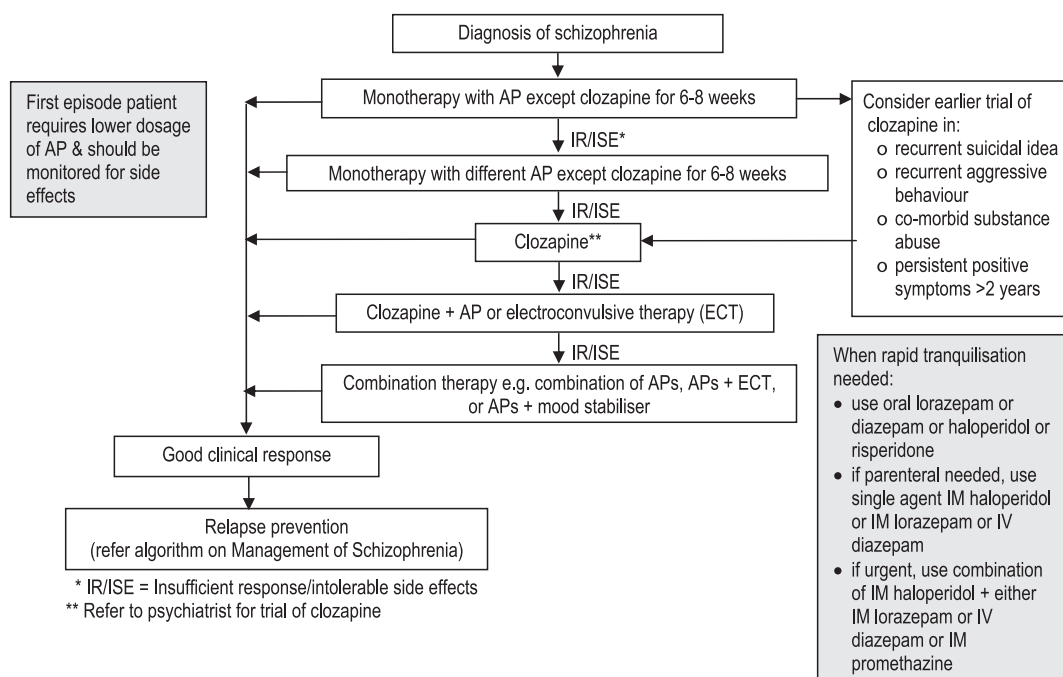 Diagnosis of schizophrenia
First episode patient
requires lower dosage
of AP & should be
monitored for side
effects
Monotherapy with AP except clozapine for 6-8 weeks
IR/ISE*
Monotherapy with different AP except clozapine for 6-8 weeks
IR/ISE
Clozapine**
IR/ISE
Clozapine + AP or electroconvulsive therapy (ECT)
IR/ISE
Combination therapy e.g. combination of APs, APs + ECT,
or APs + mood stabiliser
Good clinical response
Relapse prevention
(refer algorithm on Management of Schizophrenia)
* IR/ISE = Insufficient response/intolerable side effects
** Refer to psychiatrist for trial of clozapine
Consider earlier trial of
clozapine in:
o recurrent suicidal idea
o recurrent aggressive
behaviour
o co-morbid substance
abuse
o persistent positive
symptoms >2 years
When rapid tranquilisation
needed:
• use oral lorazepam or
diazepam or haloperidol or
risperidone
• if parenteral needed, use
single agent IM haloperidol
or IM lorazepam or IV
diazepam
• if urgent, use combination
of IM haloperidol + either
IM lorazepam or IV
diazepam or IM
promethazine